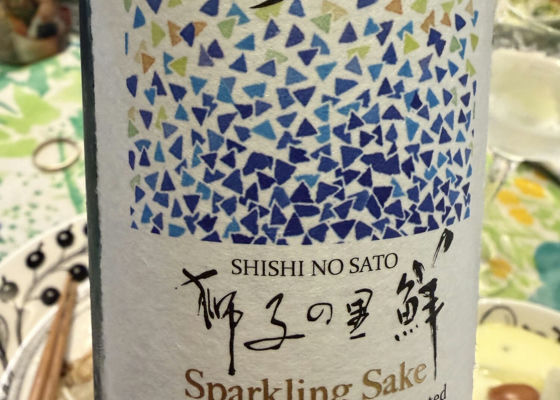 SHISHI NO SATO
獅子の里 鮮
Sparkling Sake